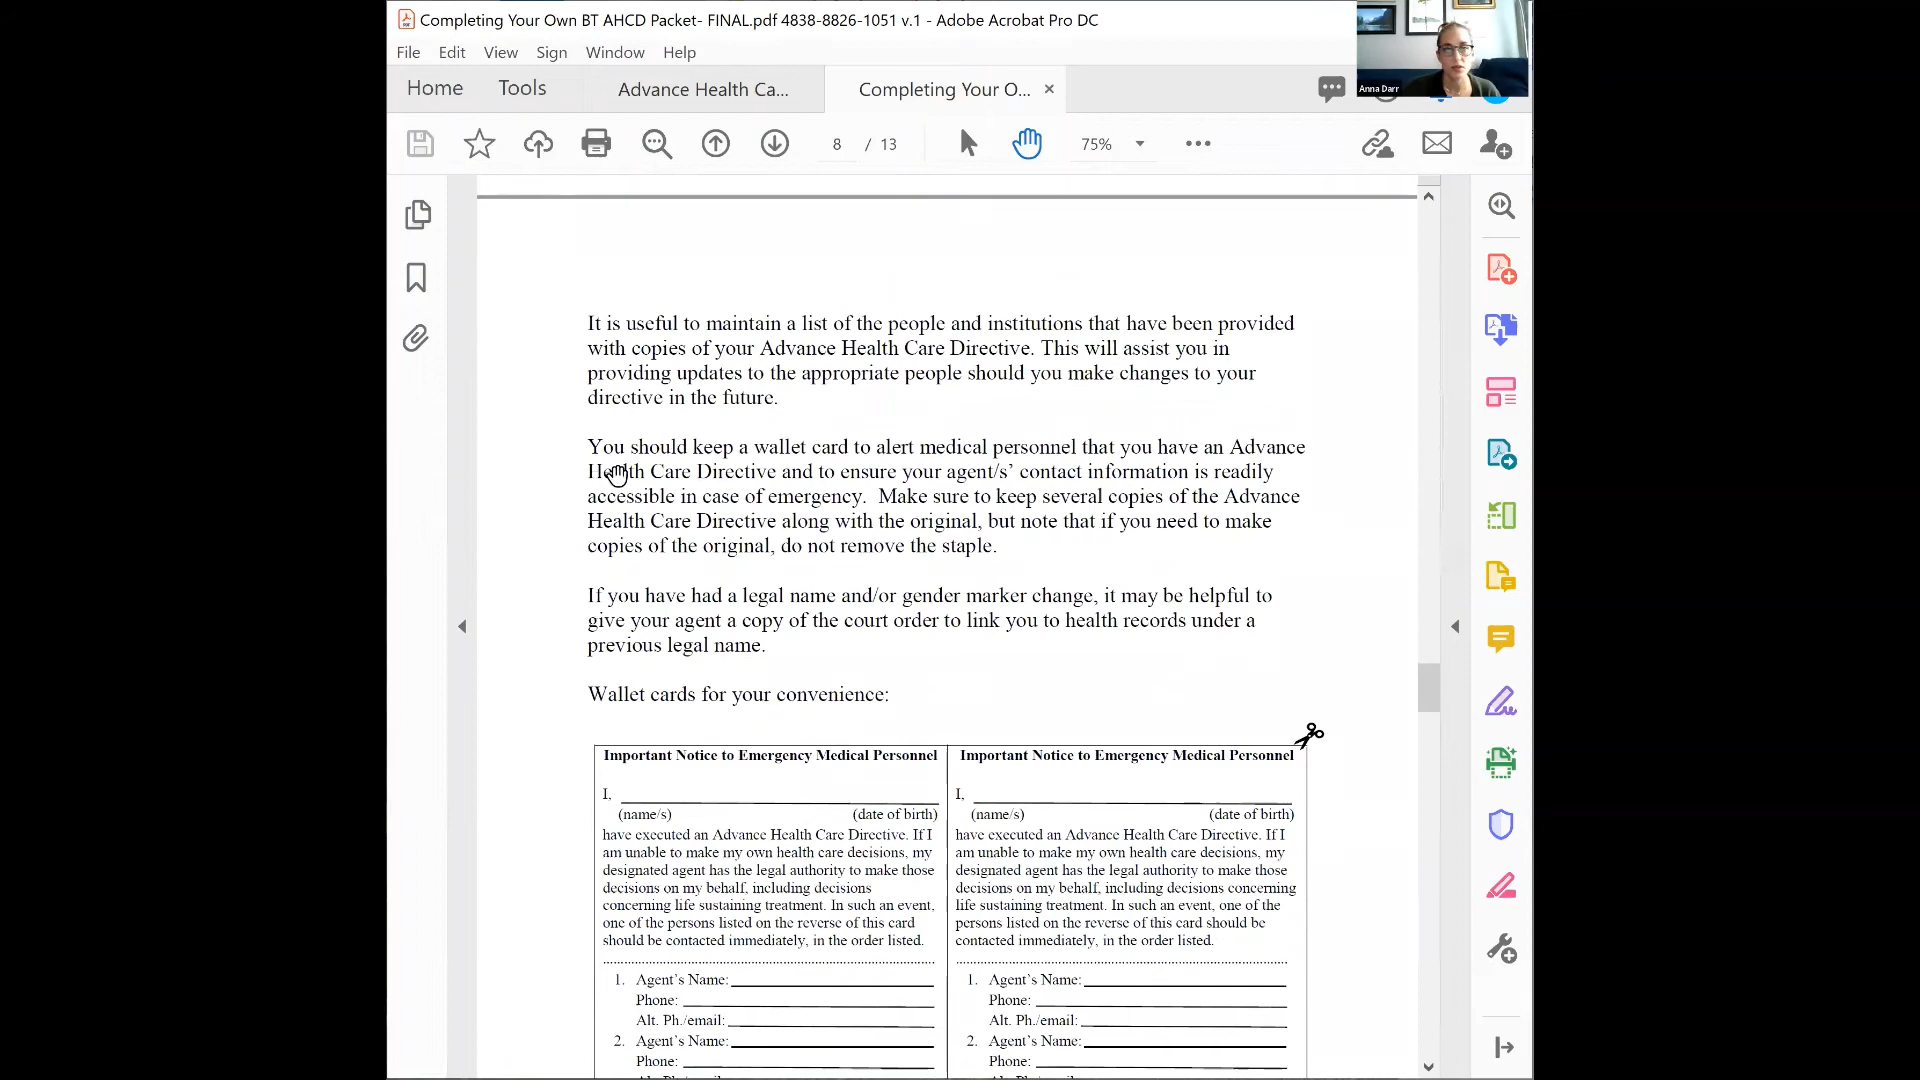 Completing Your Own BT AHCD Packet- FINAL.pdf 4838-8826-1051 v.1 - Adobe Acrobat Pro DC
File Edit View Sign Window Help
Anna Darr
Home Tools Advance Health Ca... Completing Your O... ×
8 / 13 75%
It is useful to maintain a list of the people and institutions that have been provided
with copies of your Advance Health Care Directive. This will assist you in
providing updates to the appropriate people should you make changes to your
directive in the future.
You should keep a wallet card to alert medical personnel that you have an Advance
Health Care Directive and to ensure your agent/s’ contact information is readily
accessible in case of emergency. Make sure to keep several copies of the Advance
Health Care Directive along with the original, but note that if you need to make
copies of the original, do not remove the staple.
If you have had a legal name and/or gender marker change, it may be helpful to
give your agent a copy of the court order to link you to health records under a
previous legal name.
Wallet cards for your convenience:
Important Notice to Emergency Medical Personnel
I,
(name/s) (date of birth)
have executed an Advance Health Care Directive. If I
am unable to make my own health care decisions, my
designated agent has the legal authority to make those
decisions on my behalf, including decisions
concerning life sustaining treatment. In such an event,
one of the persons listed on the reverse of this card
should be contacted immediately, in the order listed.
1. Agent’s Name:
Phone:
Alt. Ph./email:
2. Agent’s Name:
Phone:
Important Notice to Emergency Medical Personnel
I,
(name/s) (date of birth)
have executed an Advance Health Care Directive. If I
am unable to make my own health care decisions, my
designated agent has the legal authority to make those
decisions on my behalf, including decisions concerning
life sustaining treatment. In such an event, one of the
persons listed on the reverse of this card should be
contacted immediately, in the order listed.
1. Agent’s Name:
Phone:
Alt. Ph./email:
2. Agent’s Name:
Phone: